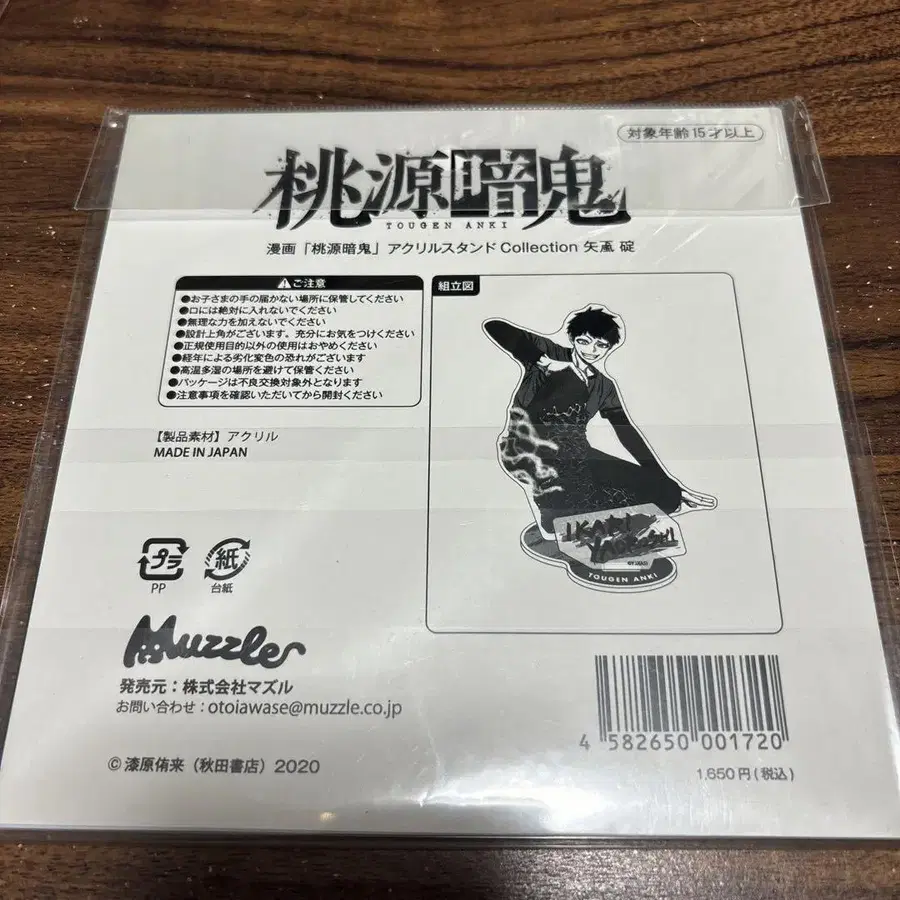 対象年齢15才以上
桃源暗鬼
TOUGEN ANKI
漫画「桃源暗鬼」アクリルスタンドCollection 矢颪 碇
ご注意
●お子さまの手の届かない場所に保管してください
●口には絶対に入れないでください
●無理な力を加えないでください
●設計上角がございます。充分にお気をつけください
●正規使用目的以外の使用はおやめください
●経年による劣化変色の恐れがございます
●高温多湿の場所を避けて保管ください
●パッケージは不良交換対象外となります
●注意事項を確認いただいてから開封ください
組立図
【製品素材】アクリル
MADE IN JAPAN
IKARI
YAOROSHI
TOUGEN ANKI
プラ
PP
紙
台紙
Muzzle
発売元：株式会社マズル
お問い合わせ：otoiawase@muzzle.co.jp
©漆原侑来（秋田書店）2020
4 582650 001720
1,650円(税込)